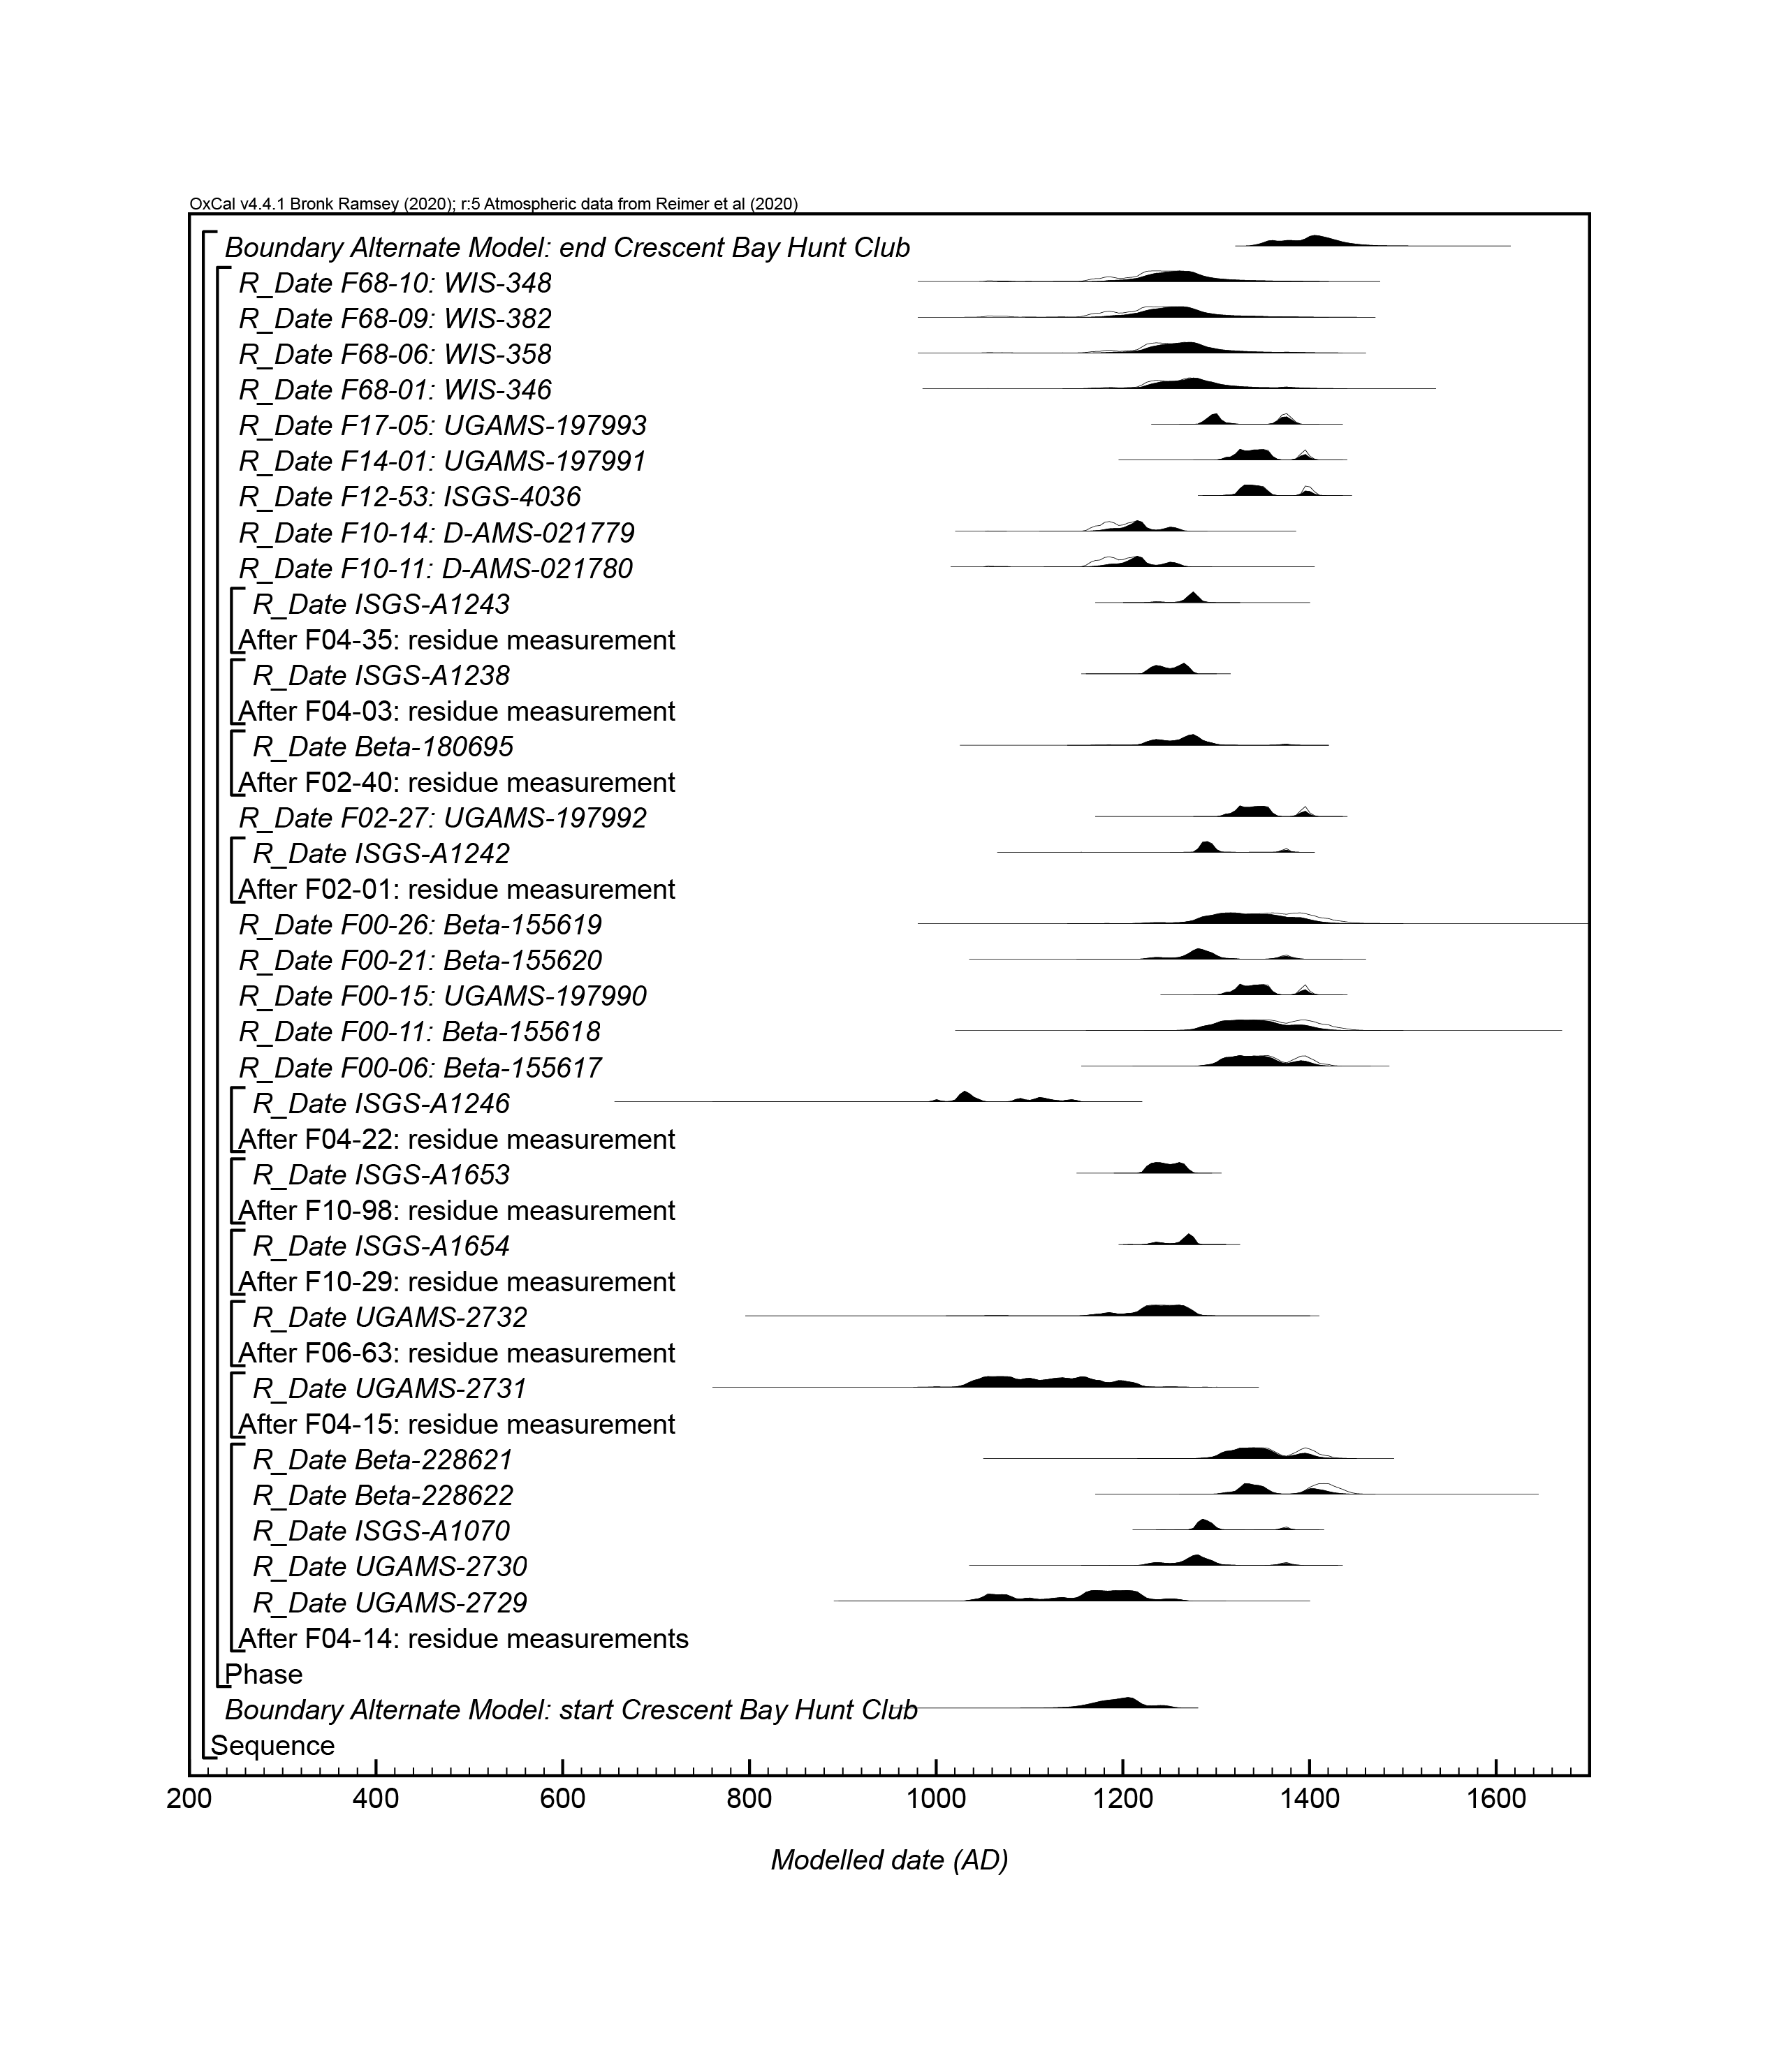 OxCal v4.4.1 Bronk Ramsey (2020); r:5 Atmospheric data from Reimer et al (2020)
Boundary Alternate Model: end Crescent Bay Hunt Club
R_Date F68-10: WIS-348
R_Date F68-09: WIS-382
R_Date F68-06: WIS-358
R_Date F68-01: WIS-346
R_Date F17-05: UGAMS-197993
R_Date F14-01: UGAMS-197991
R_Date F12-53: ISGS-4036
R_Date F10-14: D-AMS-021779
R_Date F10-11: D-AMS-021780
R_Date ISGS-A1243
After F04-35: residue measurement
R_Date ISGS-A1238
After F04-03: residue measurement
R_Date Beta-180695
After F02-40: residue measurement
R_Date F02-27: UGAMS-197992
R_Date ISGS-A1242
After F02-01: residue measurement
R_Date F00-26: Beta-155619
R_Date F00-21: Beta-155620
R_Date F00-15: UGAMS-197990
R_Date F00-11: Beta-155618
R_Date F00-06: Beta-155617
R_Date ISGS-A1246
After F04-22: residue measurement
R_Date ISGS-A1653
After F10-98: residue measurement
R_Date ISGS-A1654
After F10-29: residue measurement
R_Date UGAMS-2732
After F06-63: residue measurement
R_Date UGAMS-2731
After F04-15: residue measurement
R_Date Beta-228621
R_Date Beta-228622
R_Date ISGS-A1070
R_Date UGAMS-2730
R_Date UGAMS-2729
After F04-14: residue measurements
Phase
Boundary Alternate Model: start Crescent Bay Hunt Club
Sequence
200 400 600 800 1000 1200 1400 1600
Modelled date (AD)